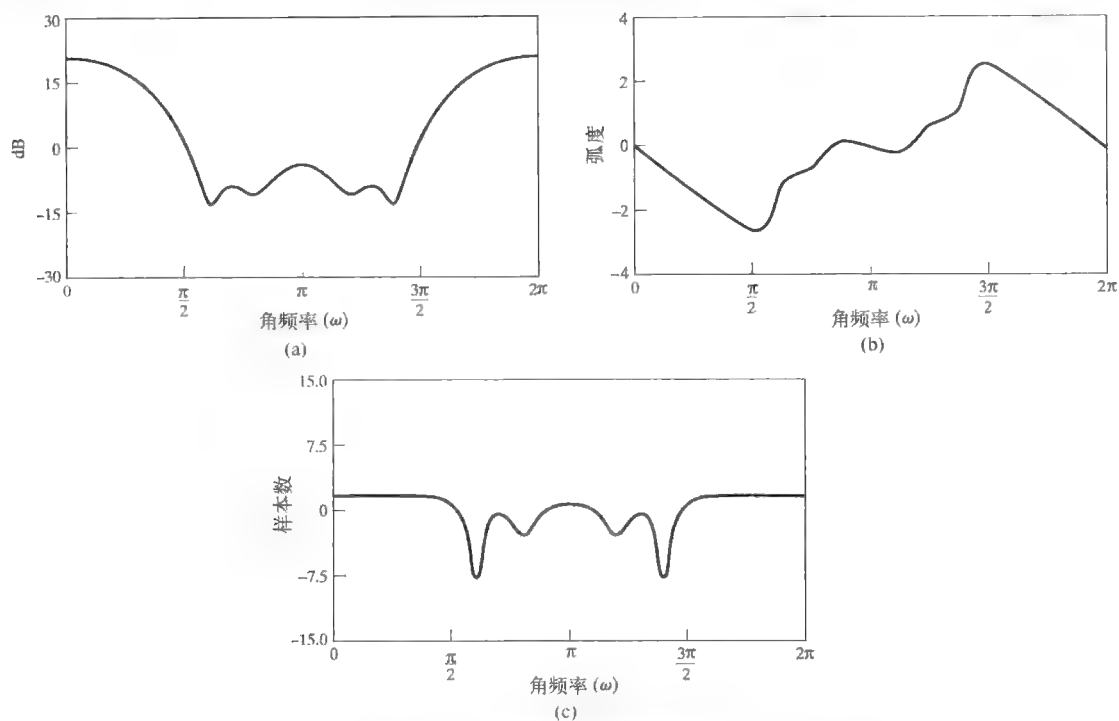 30
15
0
-15
-30
dB
0
π/2
π
3π/2
2π
角频率 (ω)
(a)
4
2
0
-2
-4
弧度
0
π/2
π
3π/2
2π
角频率 (ω)
(b)
15.0
7.5
0
-7.5
-15.0
样本数
0
π/2
π
3π/2
2π
角频率 (ω)
(c)